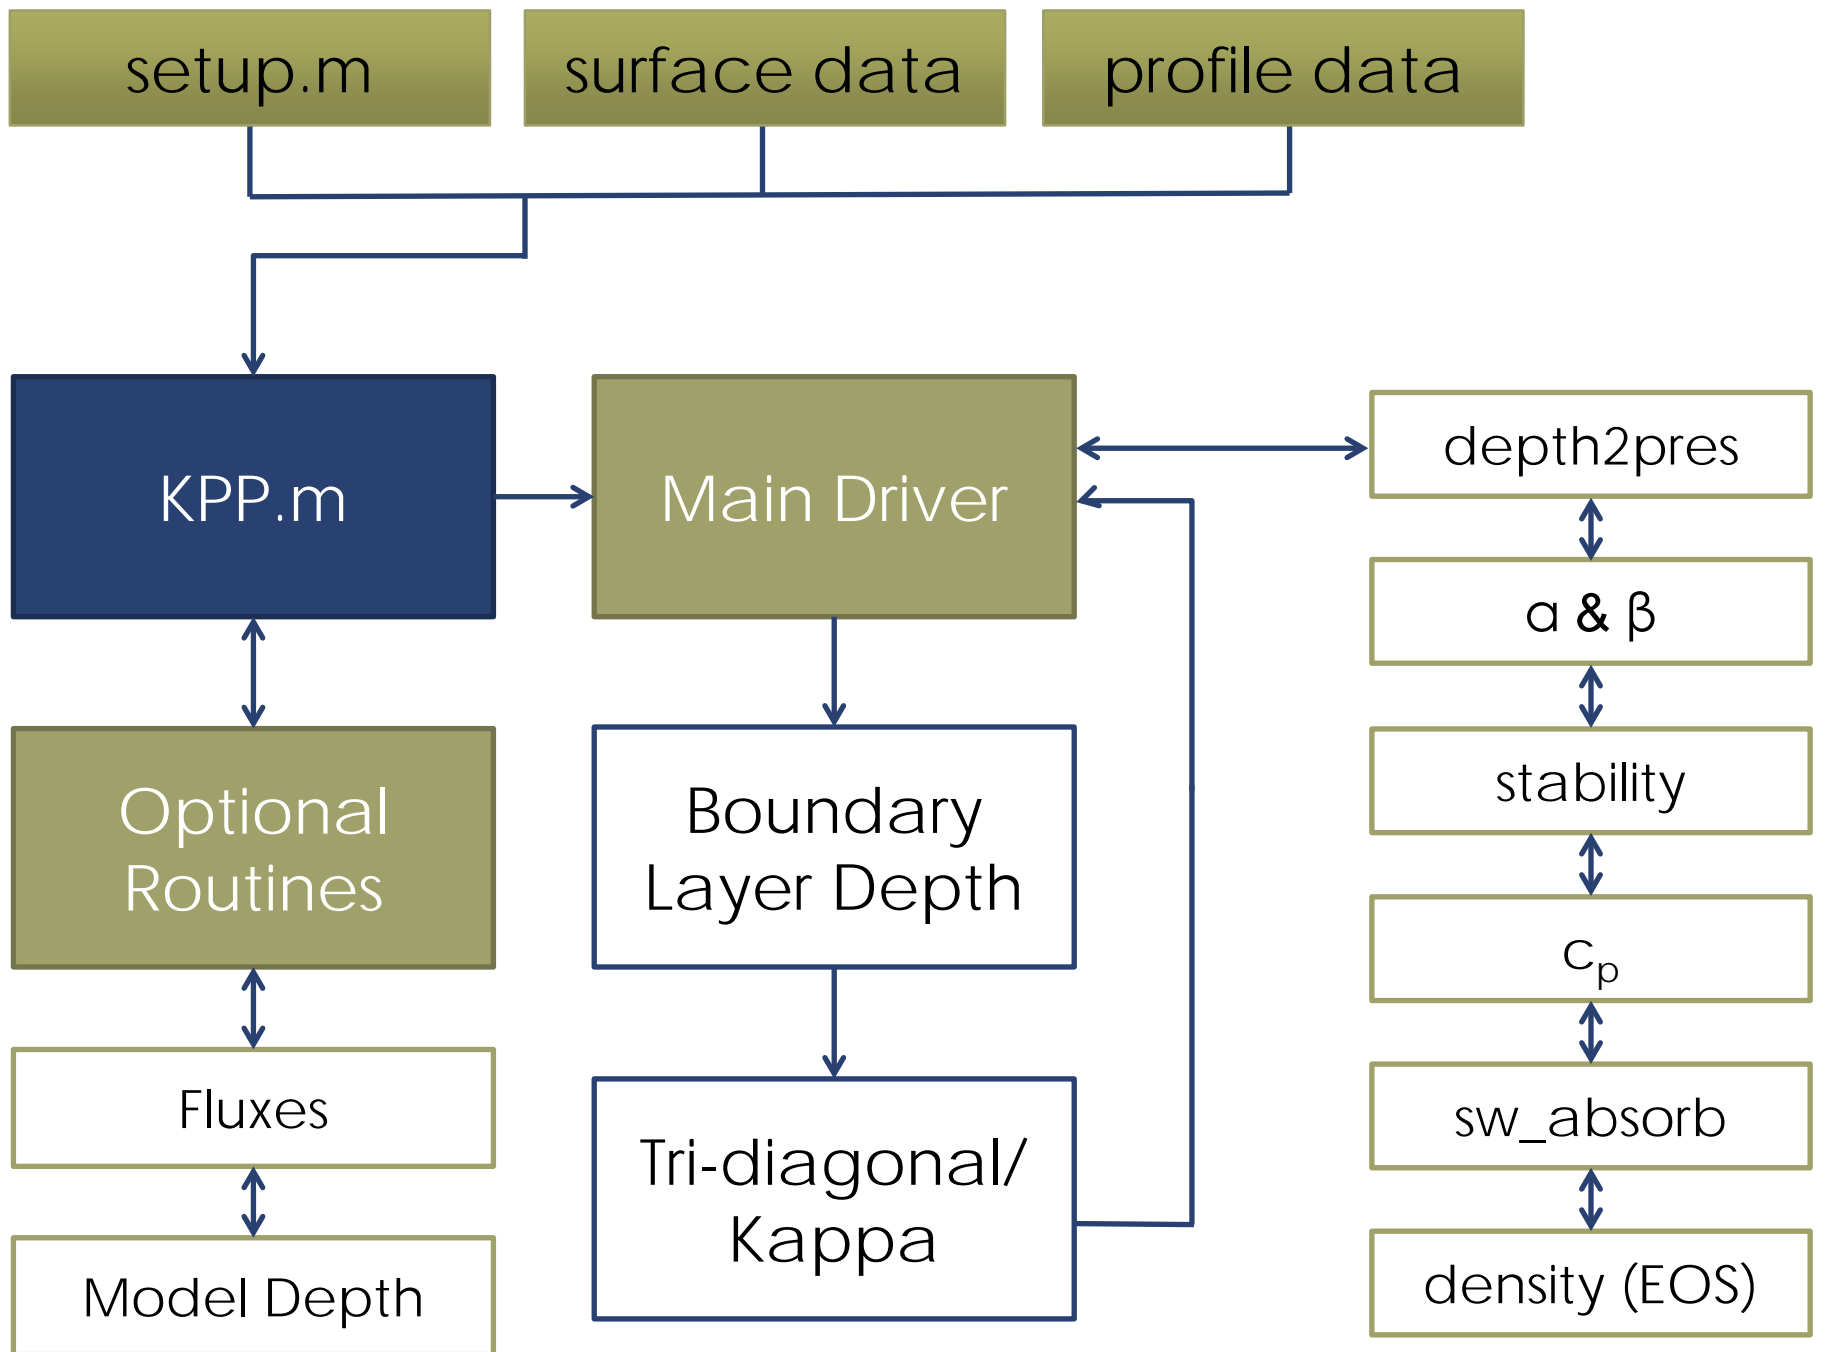 setup.m
surface data
profile data
KPP.m
Main Driver
depth2pres
α & β
Optional
Routines
Boundary
Layer Depth
stability
cₚ
Fluxes
Tri-diagonal/
Kappa
sw_absorb
Model Depth
density (EOS)